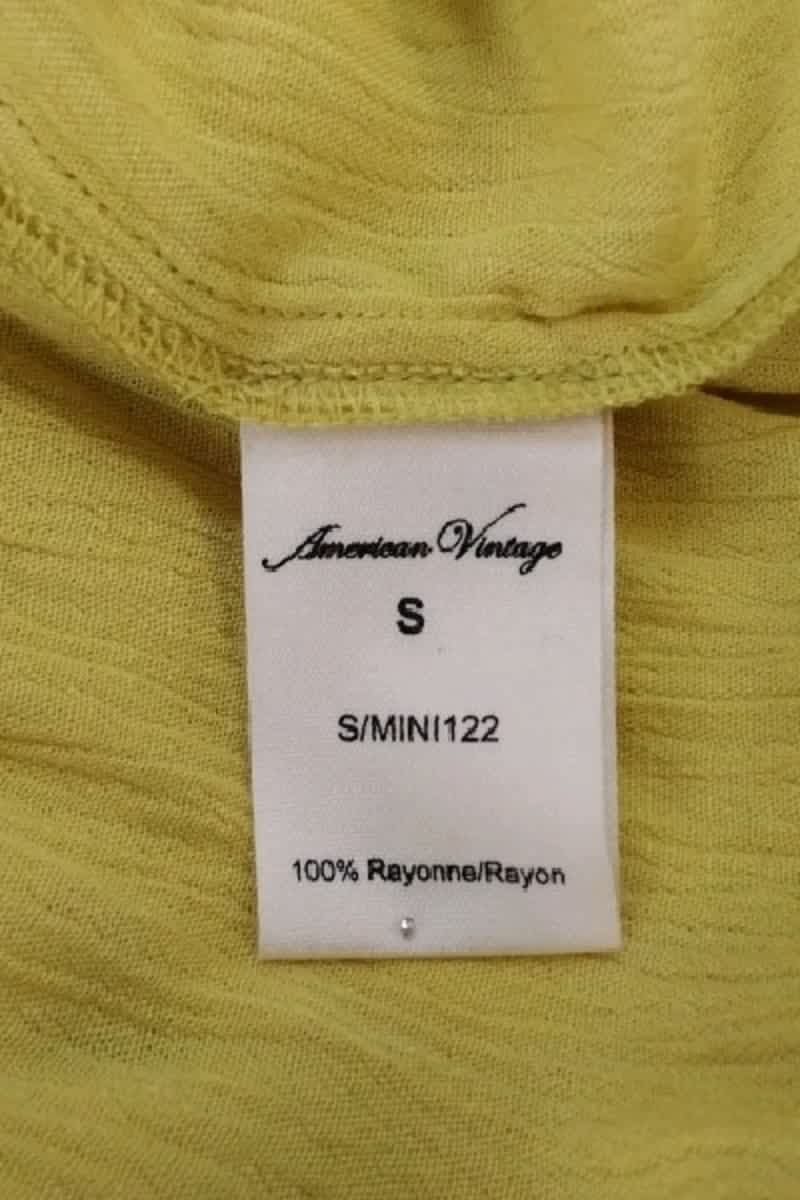 American Vintage
S
S/MINI122
100% Rayonne/Rayon